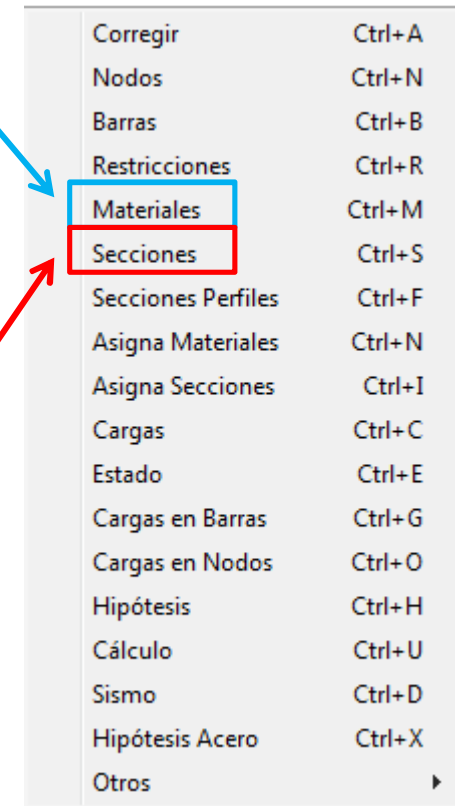 Corregir Ctrl+A
Nodos Ctrl+N
Barras Ctrl+B
Restricciones Ctrl+R
Materiales Ctrl+M
Secciones Ctrl+S
Secciones Perfiles Ctrl+F
Asigna Materiales Ctrl+N
Asigna Secciones Ctrl+I
Cargas Ctrl+C
Estado Ctrl+E
Cargas en Barras Ctrl+G
Cargas en Nodos Ctrl+O
Hipótesis Ctrl+H
Cálculo Ctrl+U
Sismo Ctrl+D
Hipótesis Acero Ctrl+X
Otros